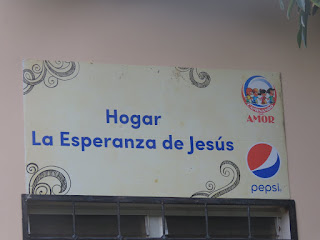 Hogar
La Esperanza de Jesús
AMOR
pepsi